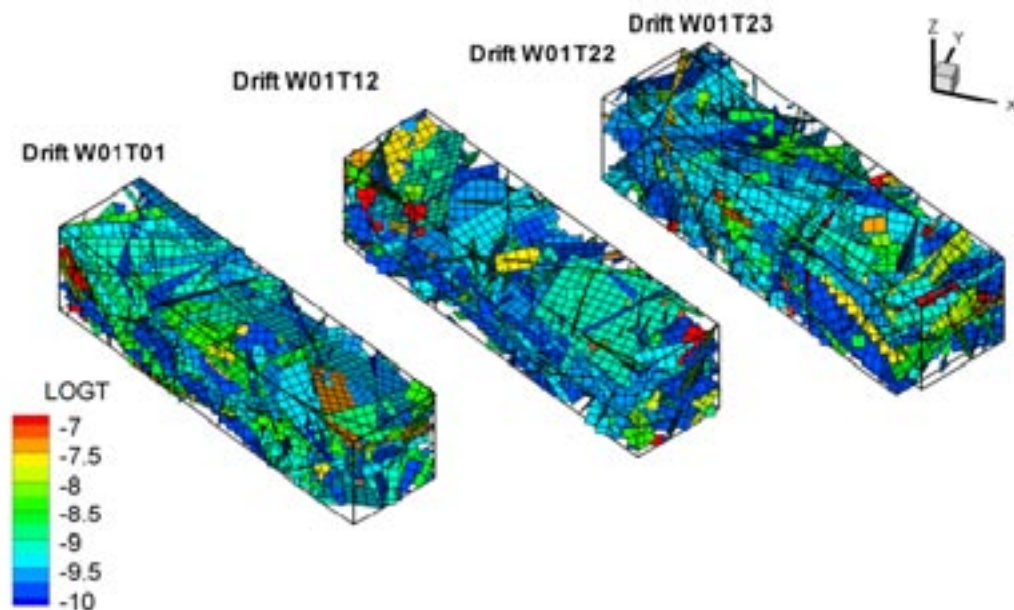 Drift W01T23
Drift W01T22
Drift W01T12
Drift W01T01
Z
Y
X
LOGT
-7
-7.5
-8
-8.5
-9
-9.5
-10